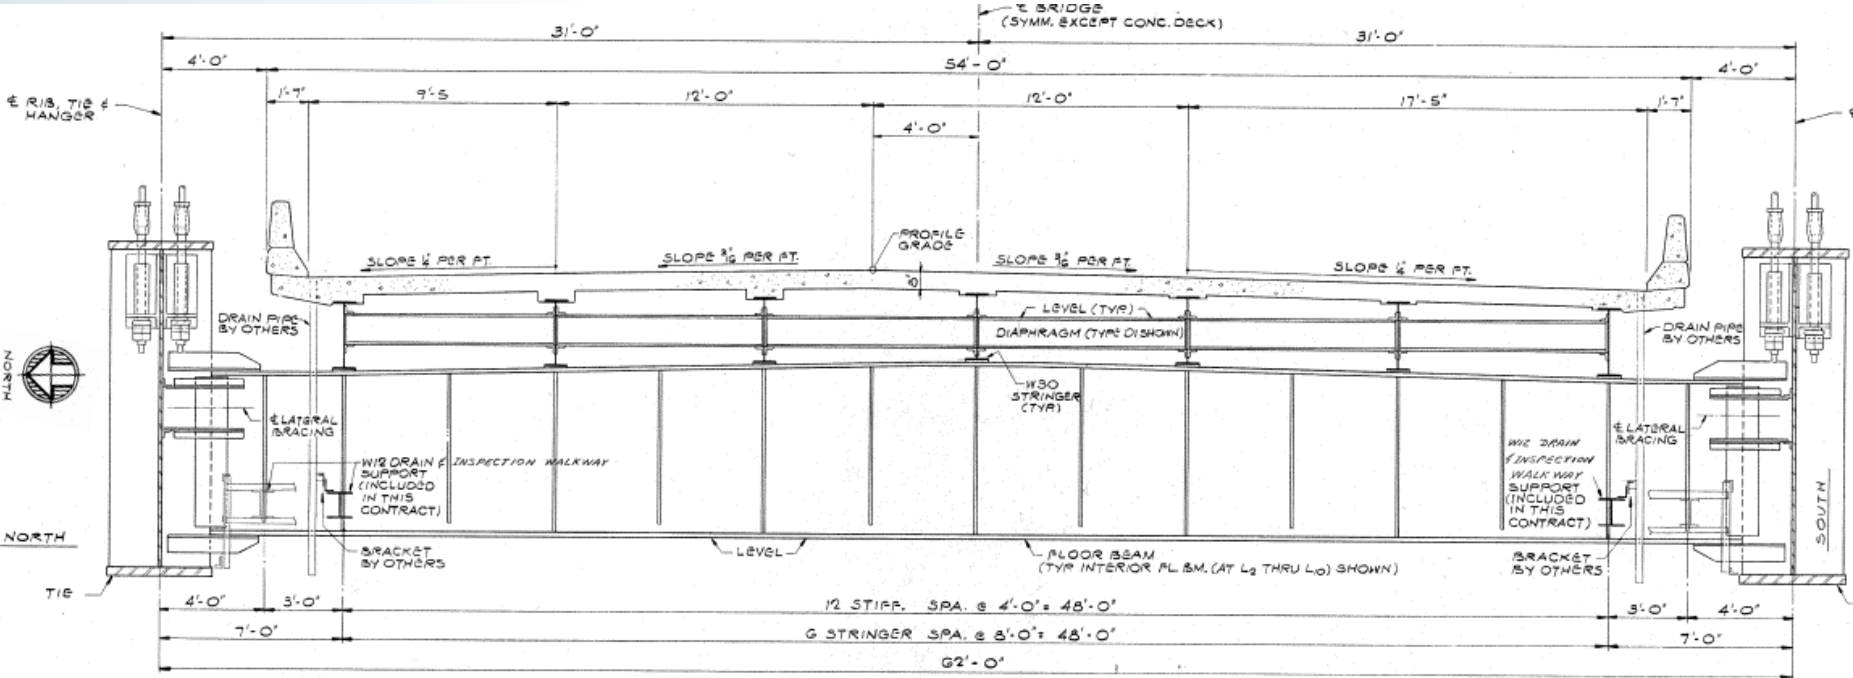 ℄ BRIDGE
(SYMM. EXCEPT CONC. DECK)
31'-0"
31'-0"
4'-0"
54'-0"
4'-0"
1'-7"
9'-5
12'-0"
12'-0"
17'-5"
1'-7"
℄ RIB, TIE &
HANGER
4'-0"
PROFILE
GRADE
SLOPE ¼" PER FT.
SLOPE 3/16" PER FT.
SLOPE 3/16" PER FT.
SLOPE ¼" PER FT.
8"
LEVEL (TYP.)
DIAPHRAGM (TYPE D1 SHOWN)
DRAIN PIPE
BY OTHERS
DRAIN PIPE
BY OTHERS
NORTH
W30
STRINGER
(TYP.)
℄ LATERAL
BRACING
℄ LATERAL
BRACING
W12 DRAIN & INSPECTION WALKWAY
SUPPORT
(INCLUDED
IN THIS
CONTRACT)
W12 DRAIN
& INSPECTION
WALKWAY
SUPPORT
(INCLUDED
IN THIS
CONTRACT)
SOUTH
NORTH
BRACKET
BY OTHERS
LEVEL
FLOOR BEAM
(TYP. INTERIOR FL. BM. (AT L2 THRU L10) SHOWN)
BRACKET
BY OTHERS
TIE
4'-0"
3'-0"
12 STIFF. SPA. @ 4'-0" = 48'-0"
3'-0"
4'-0"
7'-0"
6 STRINGER SPA. @ 8'-0" = 48'-0"
7'-0"
62'-0"